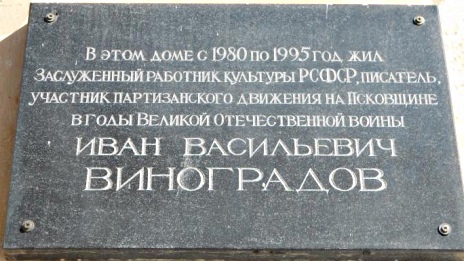 В этом доме с 1980 по 1995 год жил
Заслуженный работник культуры РСФСР, писатель,
участник партизанского движения на Псковщине
в годы Великой Отечественной войны
Иван Васильевич
Виноградов